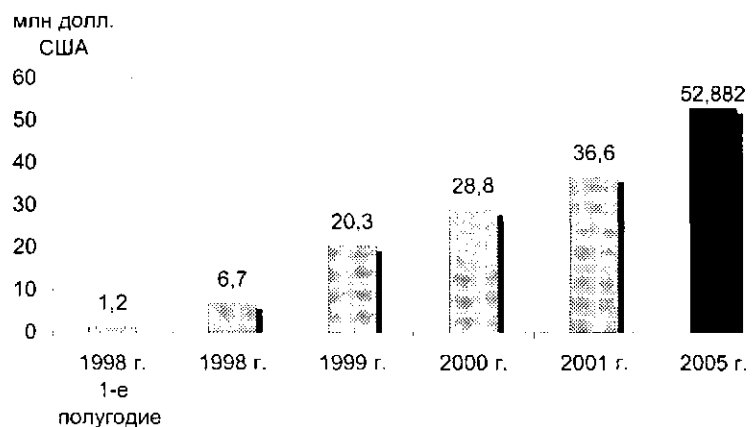 млн долл.
США
60
50
40
30
20
10
0
1,2
6,7
20,3
28,8
36,6
52,882
1998 г.
1-е
полугодие
1998 г.
1999 г.
2000 г.
2001 г.
2005 г.